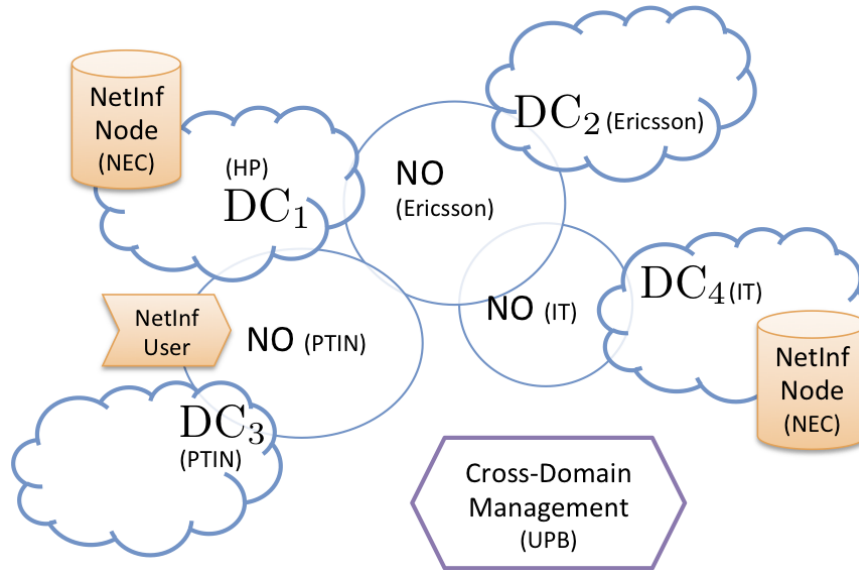 NetInf
Node
(NEC)
(HP)
DC₁
NO
(Ericsson)
DC₂ (Ericsson)
DC₄ (IT)
NO (IT)
NetInf
User
NO (PTIN)
NetInf
Node
(NEC)
DC₃
(PTIN)
Cross-Domain
Management
(UPB)